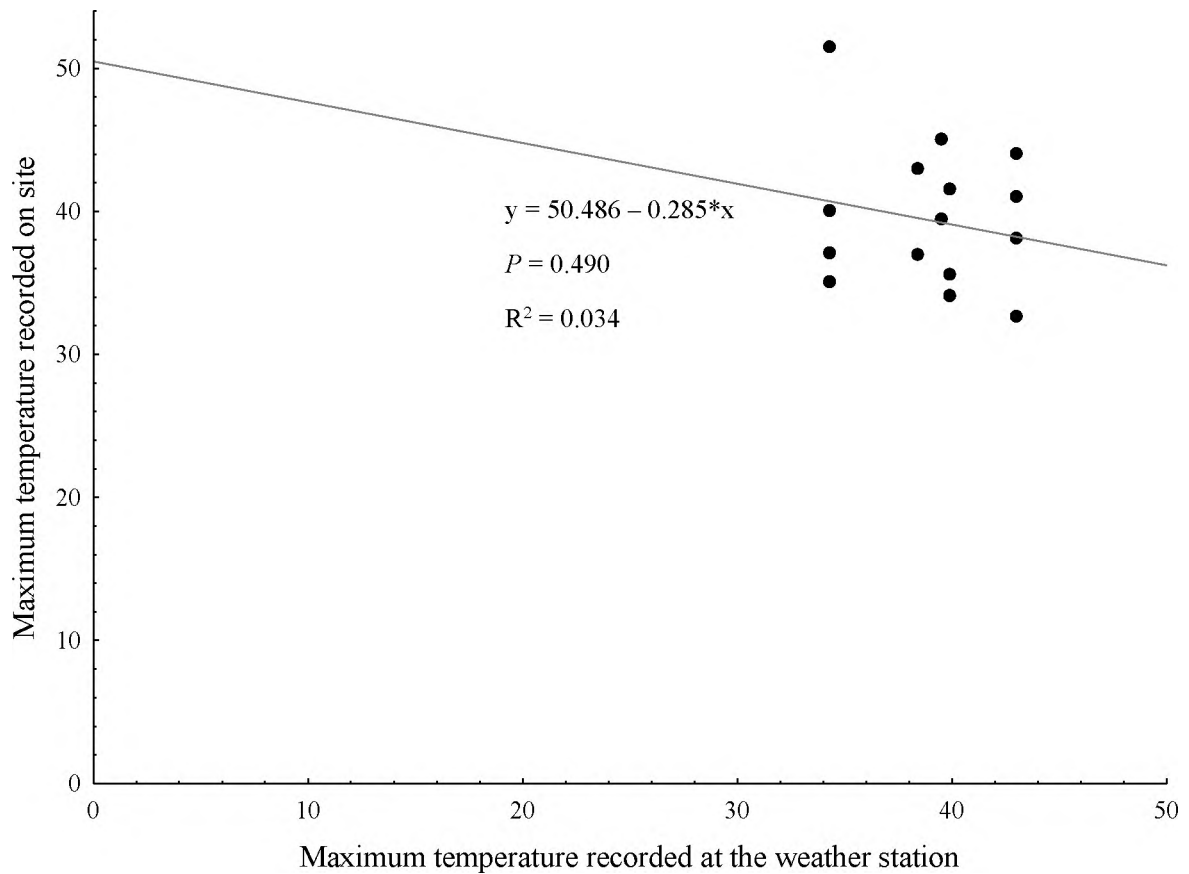 50
40
30
20
10
0
y = 50.486 – 0.285*x
P = 0.490
R² = 0.034
0 10 20 30 40 50
Maximum temperature recorded on site
Maximum temperature recorded at the weather station